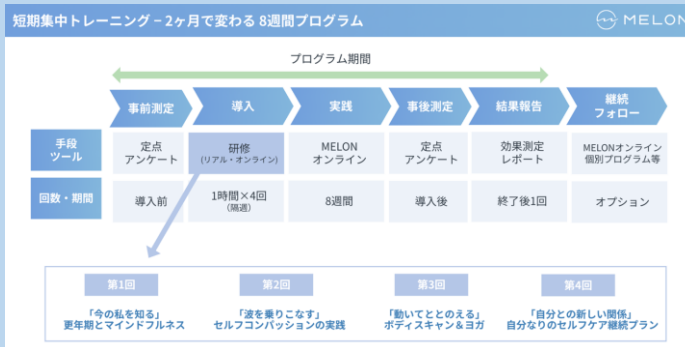 短期集中トレーニング – 2ヶ月で変わる 8週間プログラム
MELON
プログラム期間
事前測定
導入
実践
事後測定
結果報告
継続
フォロー
手段
ツール
定点
アンケート
研修
(リアル・オンライン)
MELON
オンライン
定点
アンケート
効果測定
レポート
MELONオンライン
個別プログラム等
回数・期間
導入前
1時間×4回
(隔週)
8週間
導入後
終了後1回
オプション
第1回
第2回
第3回
第4回
「今の私を知る」
更年期とマインドフルネス
「波を乗りこなす」
セルフコンパッションの実践
「動いてととのえる」
ボディスキャン＆ヨガ
「自分との新しい関係」
自分なりのセルフケア継続プラン